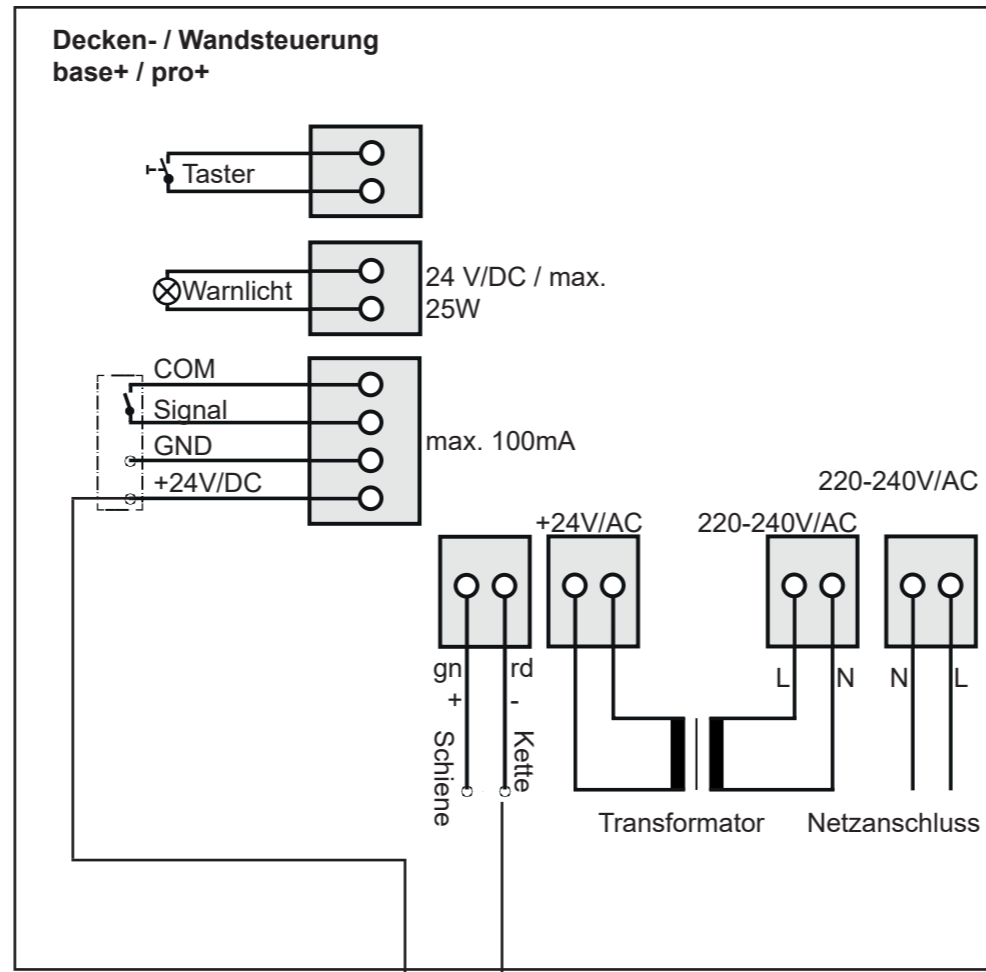 Decken- / Wandsteuerung
base+ / pro+
Taster
Warnlicht
24 V/DC / max.
25W
COM
Signal
GND
+24V/DC
max. 100mA
220-240V/AC
+24V/AC
220-240V/AC
gn
rd
+
-
Schiene
Kette
L
N
N
L
Transformator
Netzanschluss